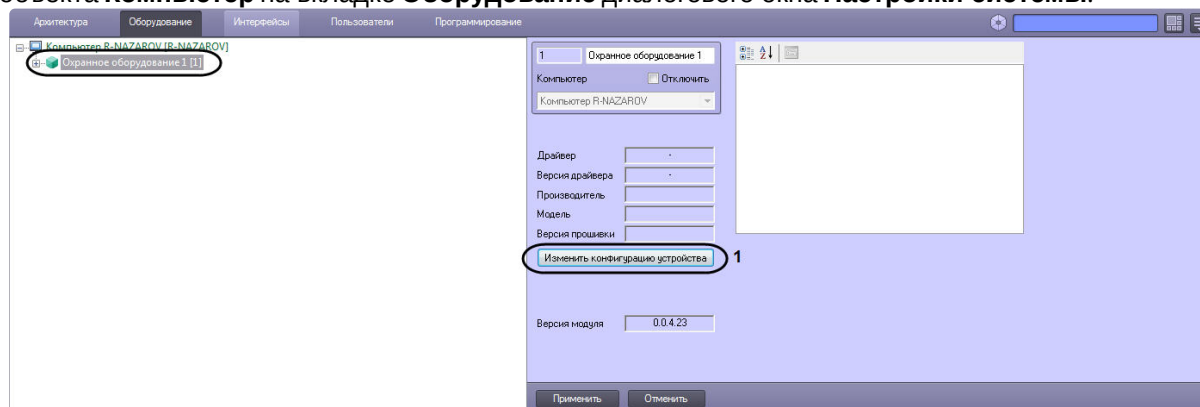 объекта Компьютер на вкладке Оборудование диалогового окна Настройки системы.
Архитектура Оборудование Интерфейсы Пользователи Программирование
Компьютер R-NAZAROV [R-NAZAROV]
Охранное оборудование 1 [1]
1 Охранное оборудование 1
Компьютер Отключить
Компьютер R-NAZAROV
Драйвер -
Версия драйвера -
Производитель
Модель
Версия прошивки
Изменить конфигурацию устройства 1
Версия модуля 0.0.4.23
Применить Отменить